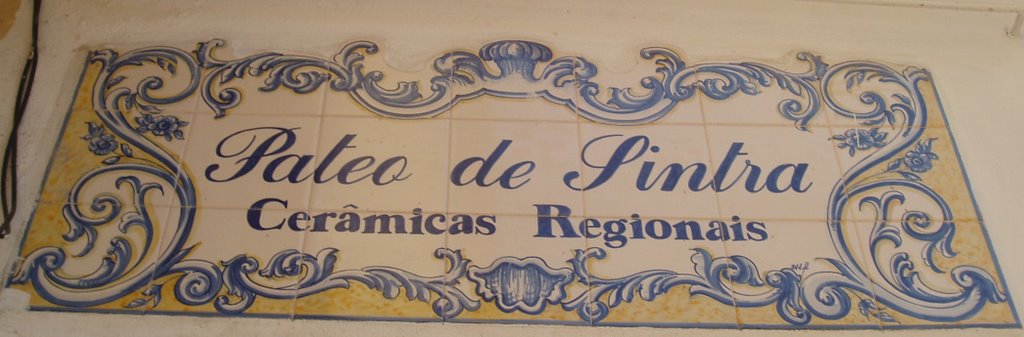 Pateo de Sintra
Cerâmicas Regionais